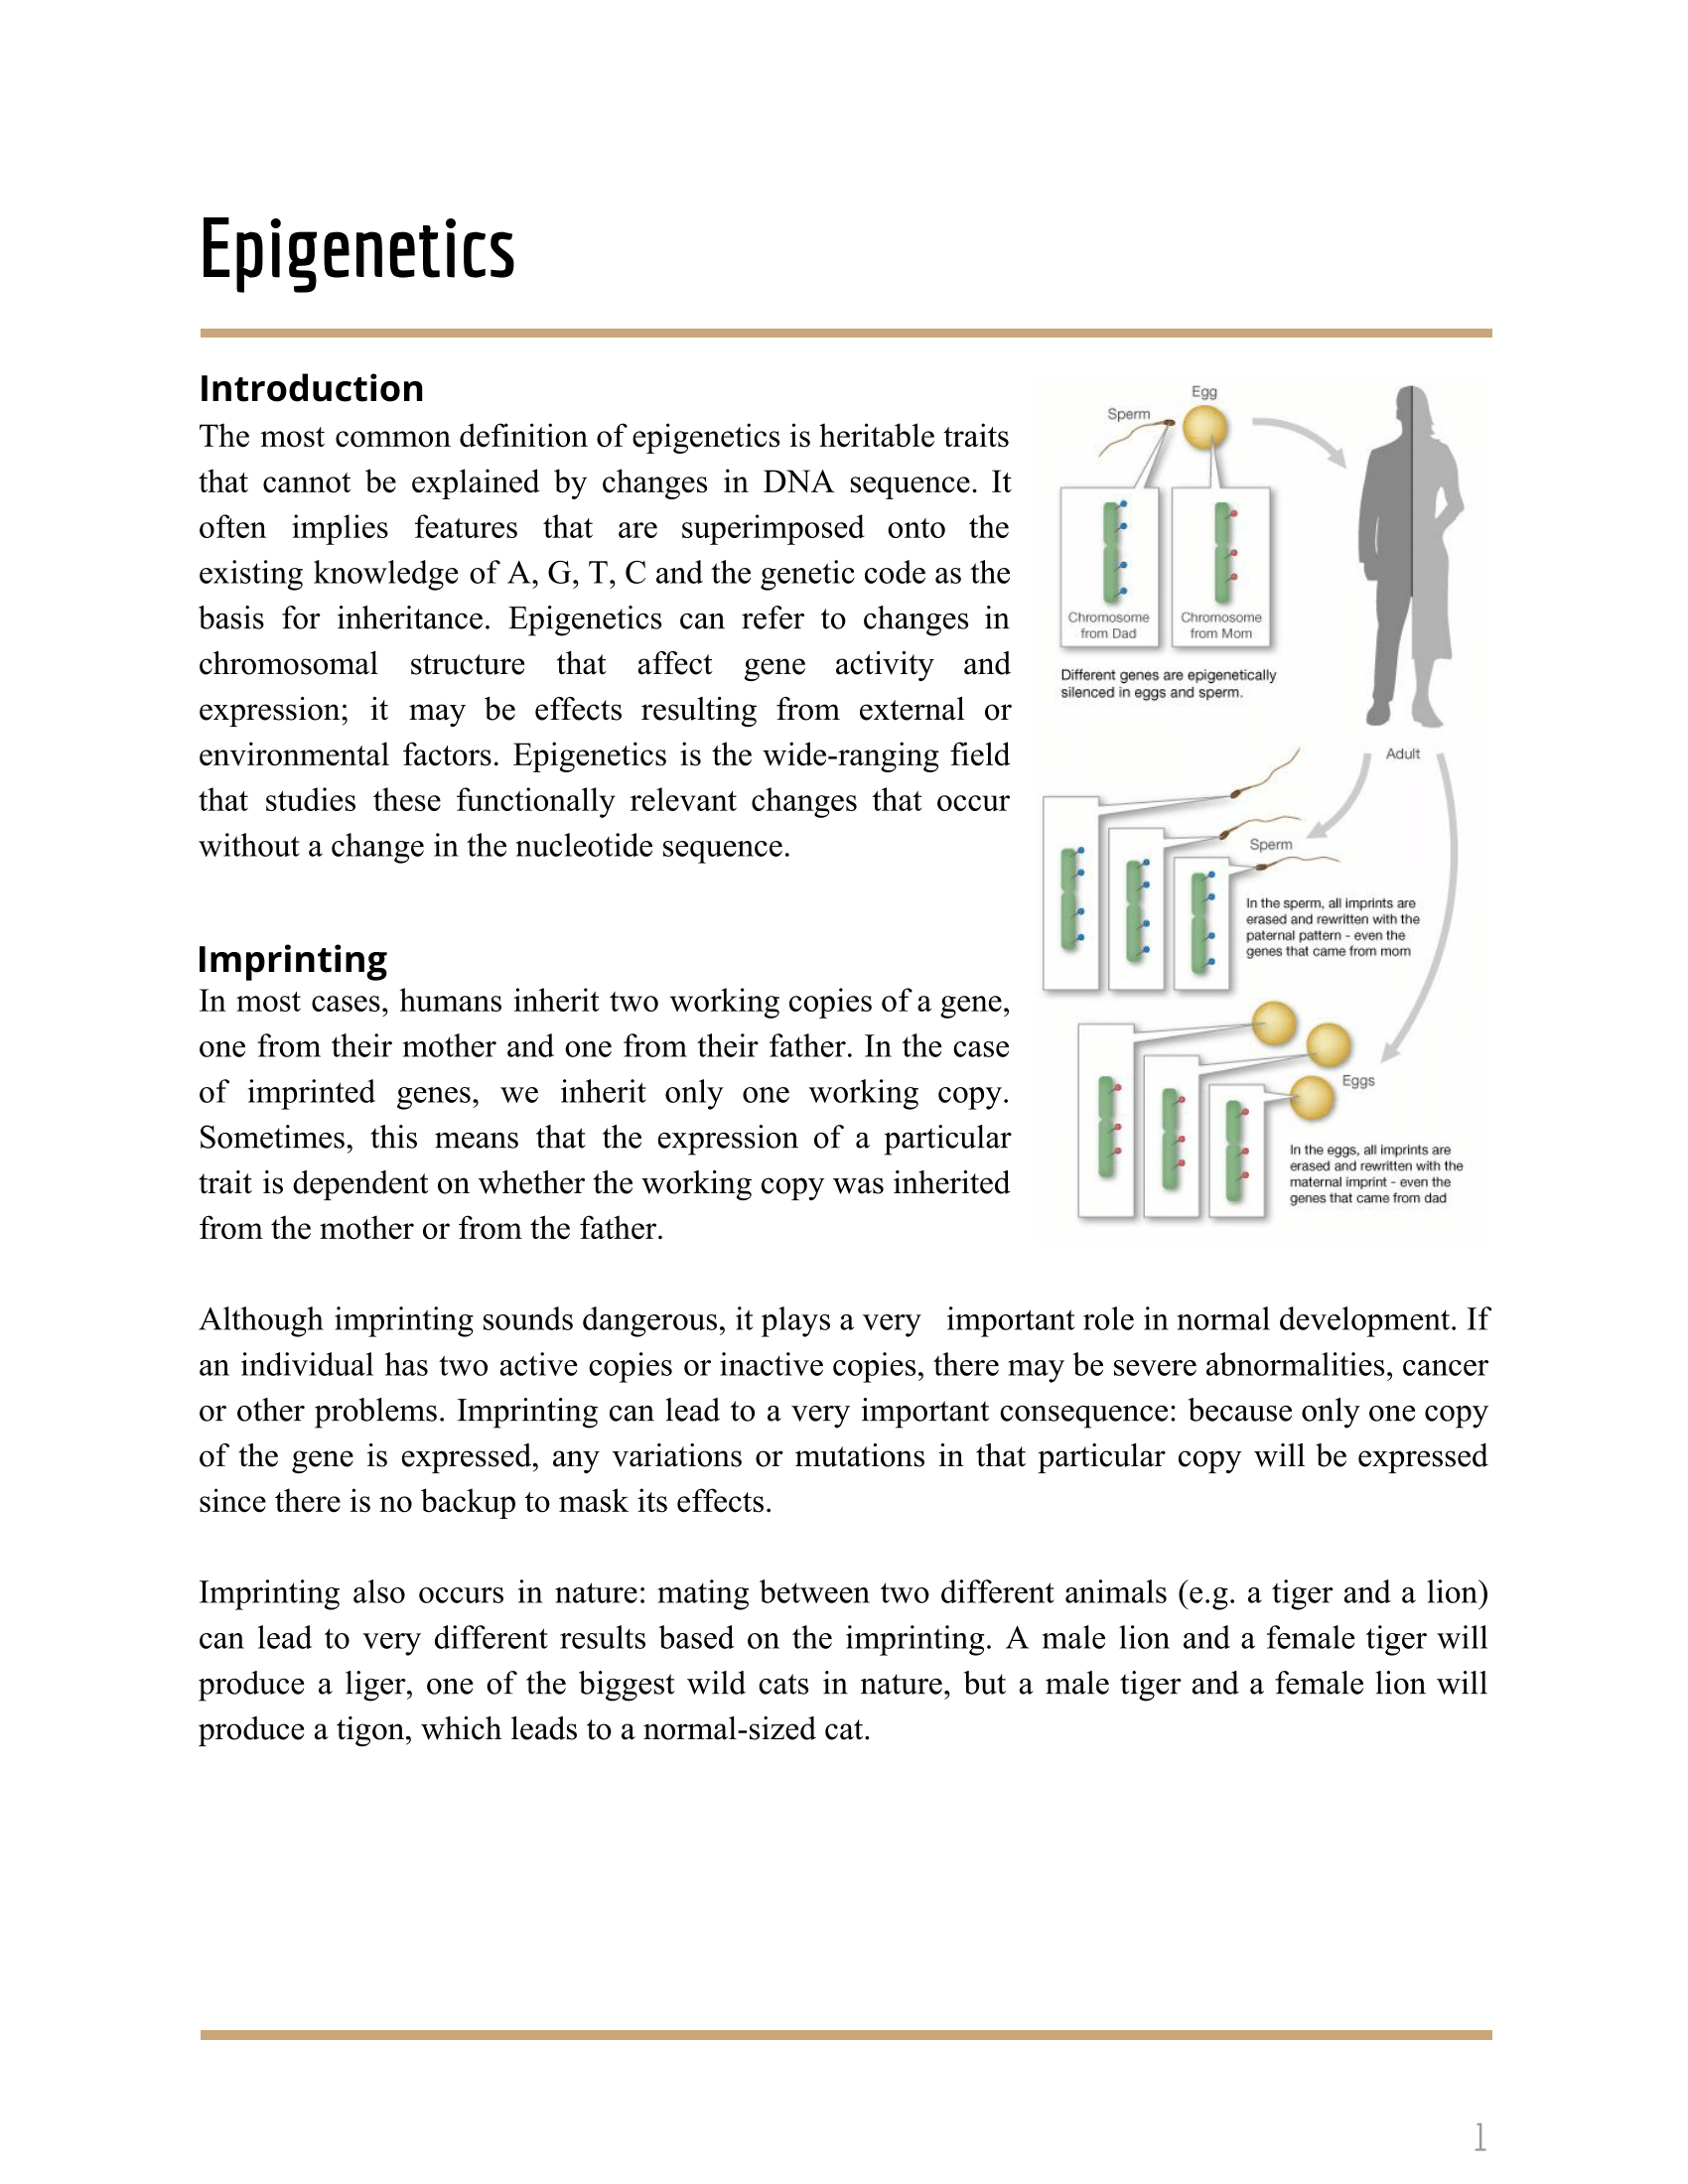 Epigenetics
Introduction
The most common definition of epigenetics is heritable traits
that cannot be explained by changes in DNA sequence. It
often implies features that are superimposed onto the
existing knowledge of A, G, T, C and the genetic code as the
basis for inheritance. Epigenetics can refer to changes in
chromosomal structure that affect gene activity and
expression; it may be effects resulting from external or
environmental factors. Epigenetics is the wide-ranging field
that studies these functionally relevant changes that occur
without a change in the nucleotide sequence.
Imprinting
In most cases, humans inherit two working copies of a gene,
one from their mother and one from their father. In the case
of imprinted genes, we inherit only one working copy.
Sometimes, this means that the expression of a particular
trait is dependent on whether the working copy was inherited
from the mother or from the father.
Egg
Sperm
Chromosome
from Dad
Chromosome
from Mom
Different genes are epigenetically
silenced in eggs and sperm.
Adult
Sperm
In the sperm, all imprints are
erased and rewritten with the
paternal pattern - even the
genes that came from mom
Eggs
In the eggs, all imprints are
erased and rewritten with the
maternal imprint - even the
genes that came from dad
Although imprinting sounds dangerous, it plays a very important role in normal development. If
an individual has two active copies or inactive copies, there may be severe abnormalities, cancer
or other problems. Imprinting can lead to a very important consequence: because only one copy
of the gene is expressed, any variations or mutations in that particular copy will be expressed
since there is no backup to mask its effects.
Imprinting also occurs in nature: mating between two different animals (e.g. a tiger and a lion)
can lead to very different results based on the imprinting. A male lion and a female tiger will
produce a liger, one of the biggest wild cats in nature, but a male tiger and a female lion will
produce a tigon, which leads to a normal-sized cat.
1